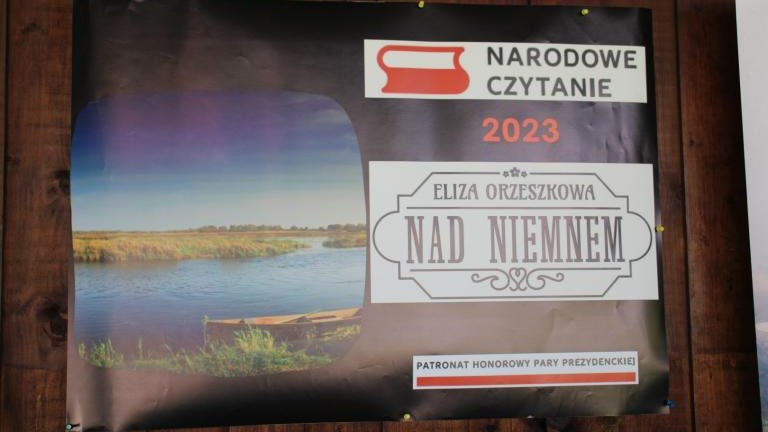 NARODOWE
CZYTANIE
2023
ELIZA ORZESZKOWA
NAD NIEMNEM
PATRONAT HONOROWY PARY PREZYDENCKIEJ